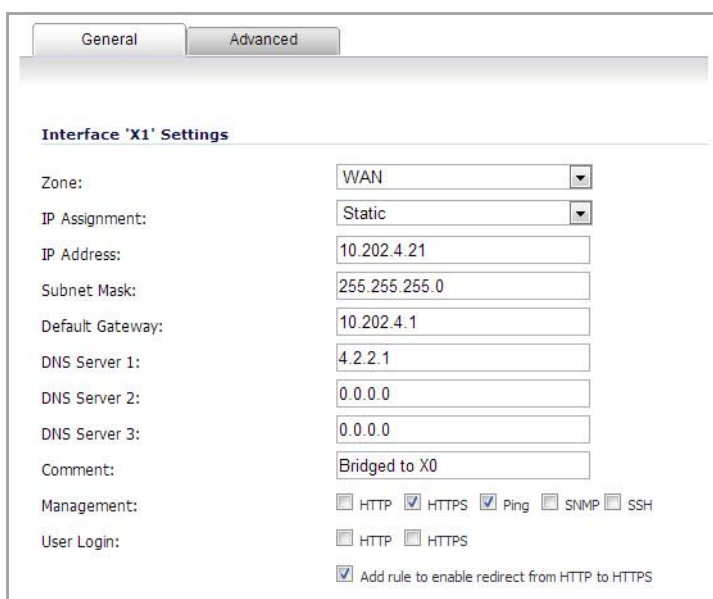 General Advanced
Interface 'X1' Settings
Zone: WAN
IP Assignment: Static
IP Address: 10.202.4.21
Subnet Mask: 255.255.255.0
Default Gateway: 10.202.4.1
DNS Server 1: 4.2.2.1
DNS Server 2: 0.0.0.0
DNS Server 3: 0.0.0.0
Comment: Bridged to X0
Management: HTTP HTTPS Ping SNMP SSH
User Login: HTTP HTTPS
Add rule to enable redirect from HTTP to HTTPS